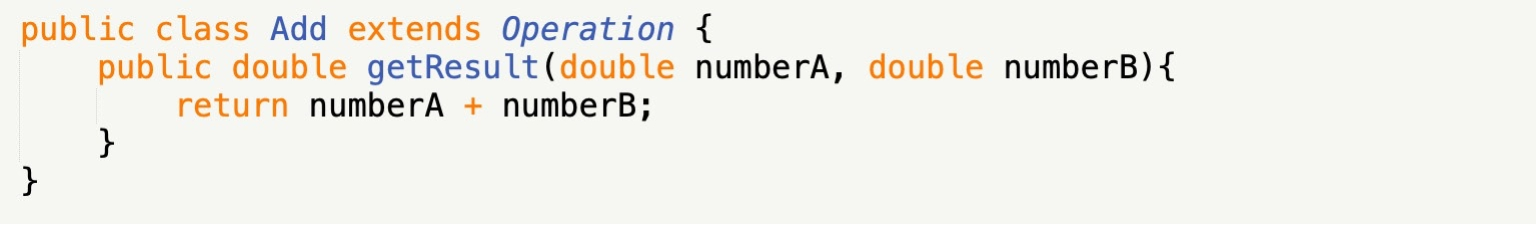 public class Add extends Operation {
    public double getResult(double numberA, double numberB){
        return numberA + numberB;
    }
}